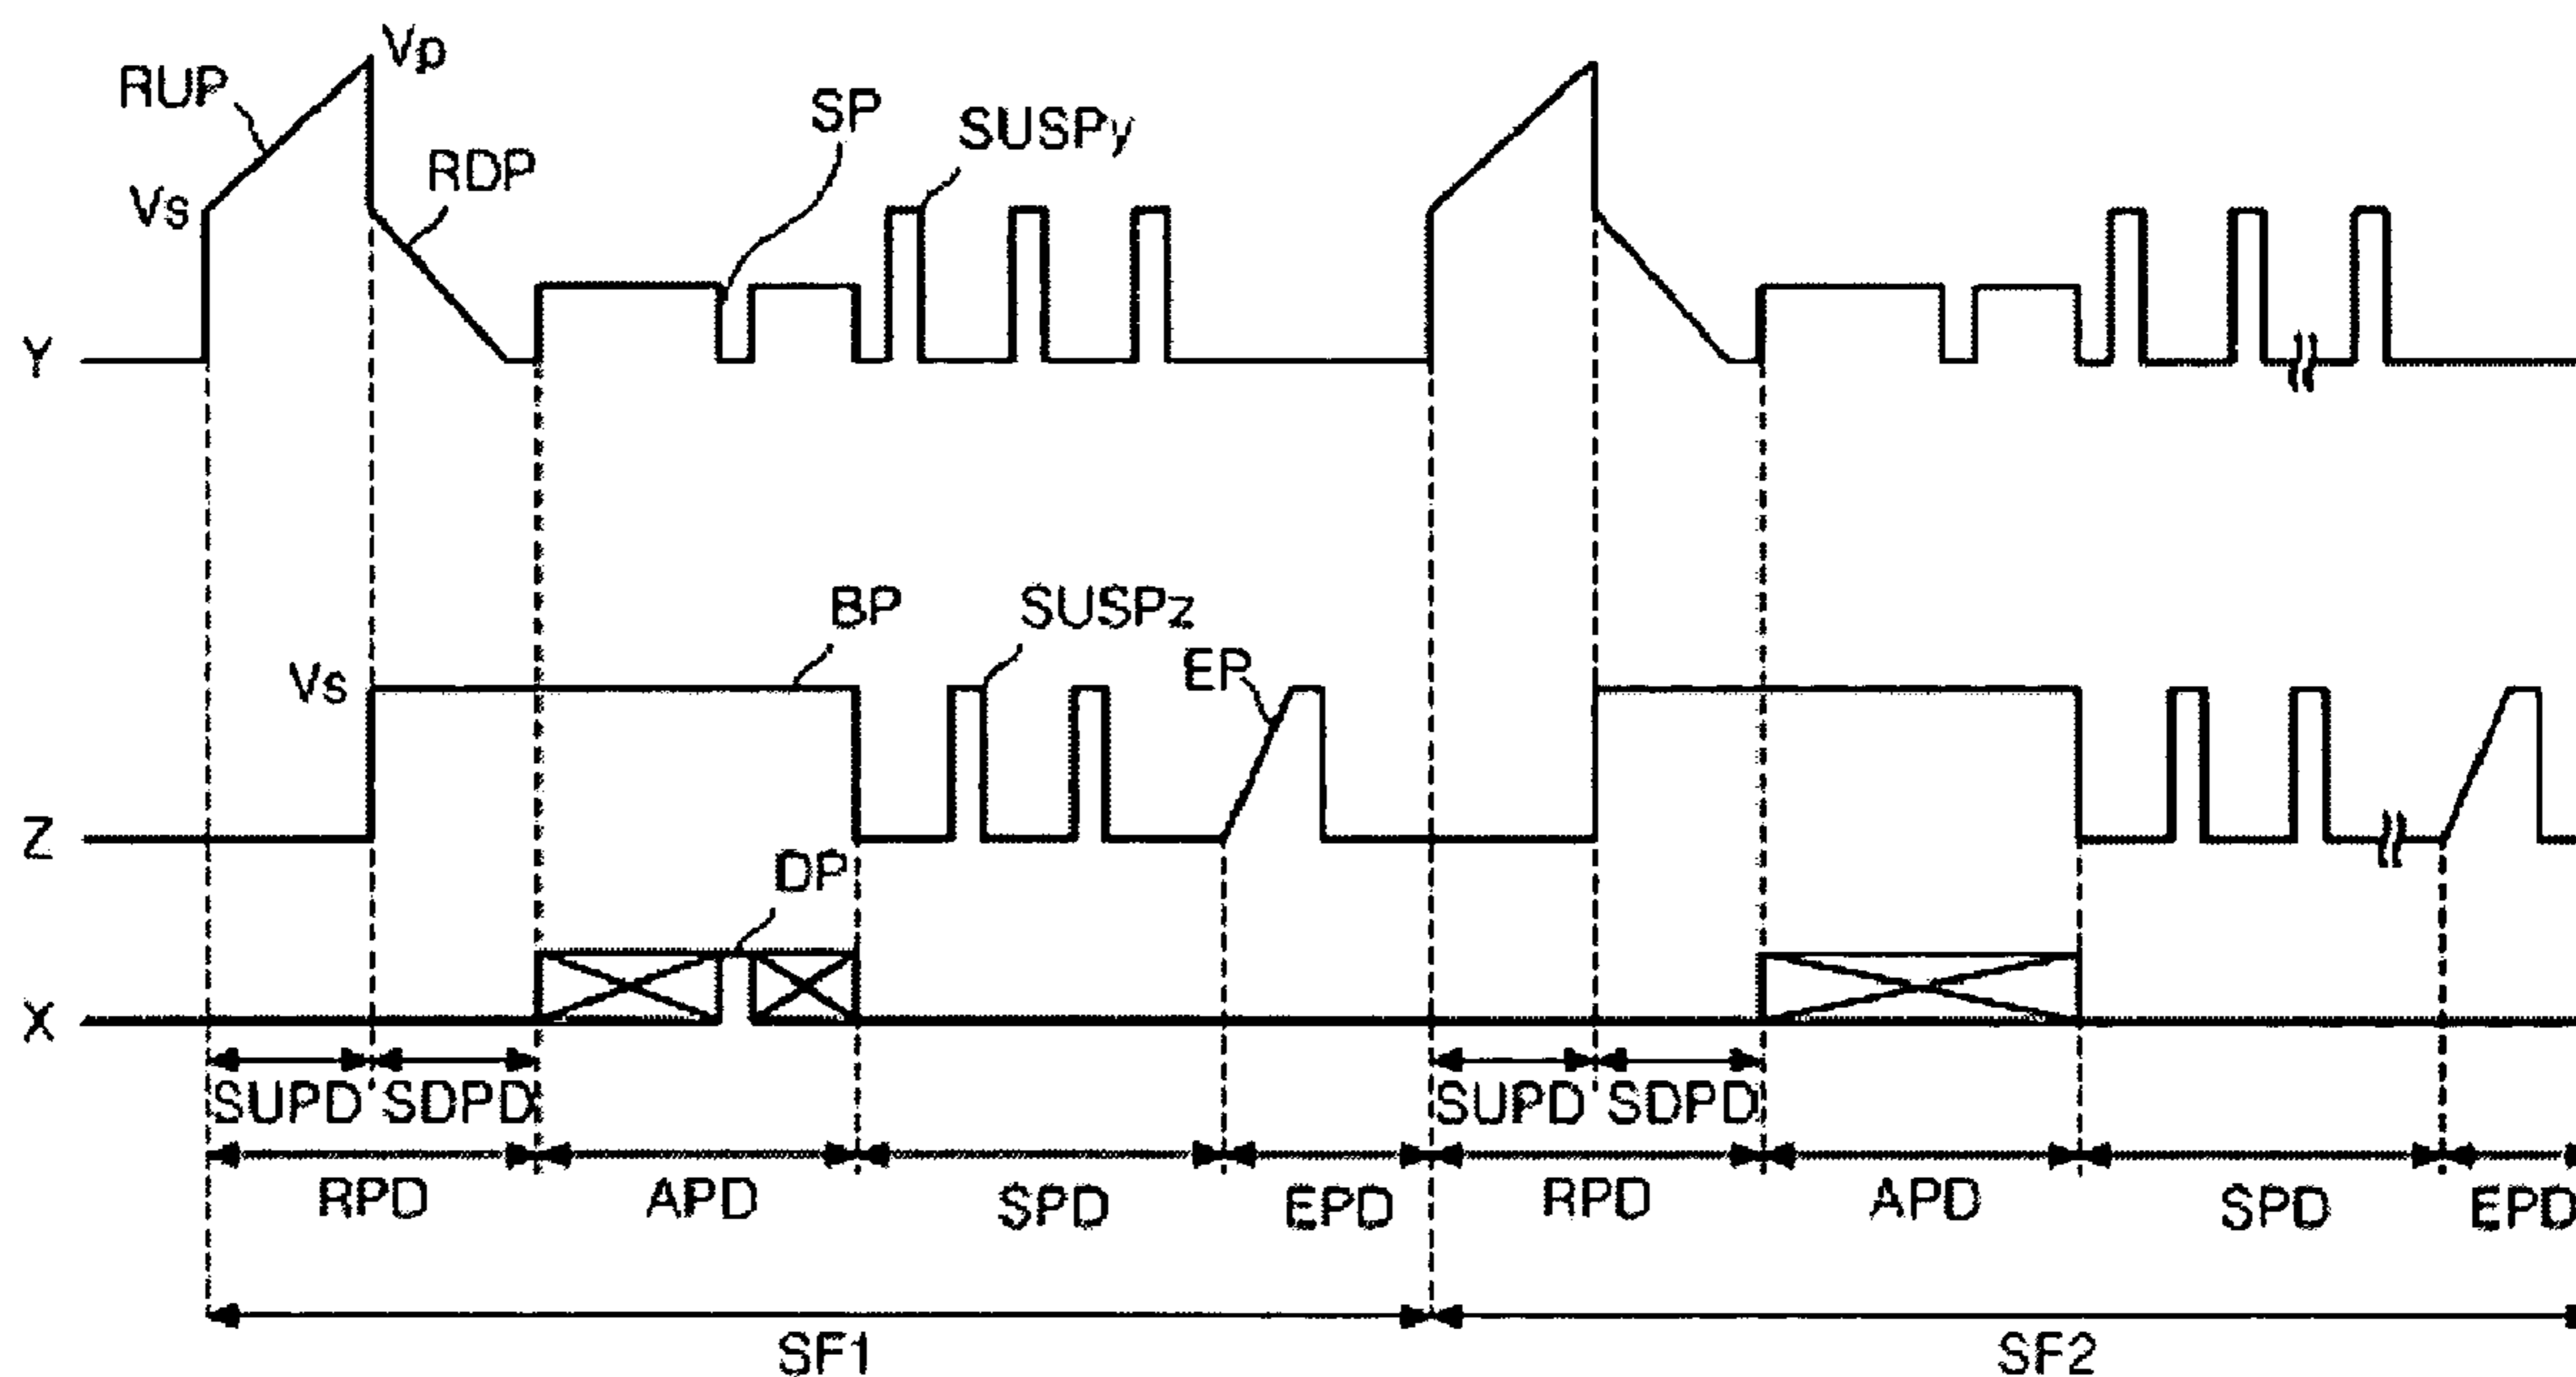 Vp
RUP
SP
SUSPy
RDP
Vs
Y
BP
SUSPz
EP
Vs
Z
DP
X
SUPD SDPD SUPD SDPD
RPD APD SPD EPD RPD APD SPD EPD
SF1 SF2